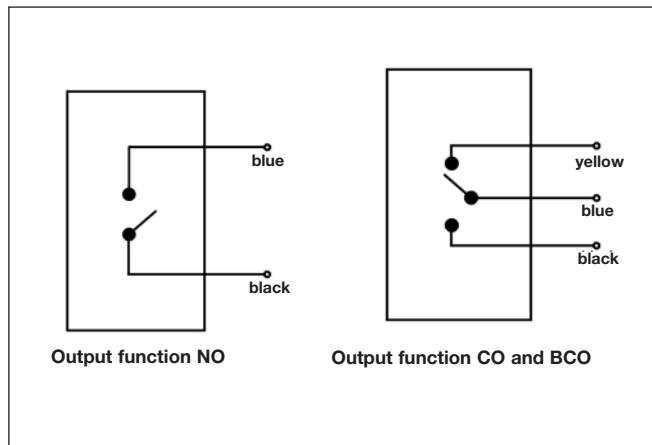 blue
black
Output function NO
yellow
blue
black
Output function CO and BCO